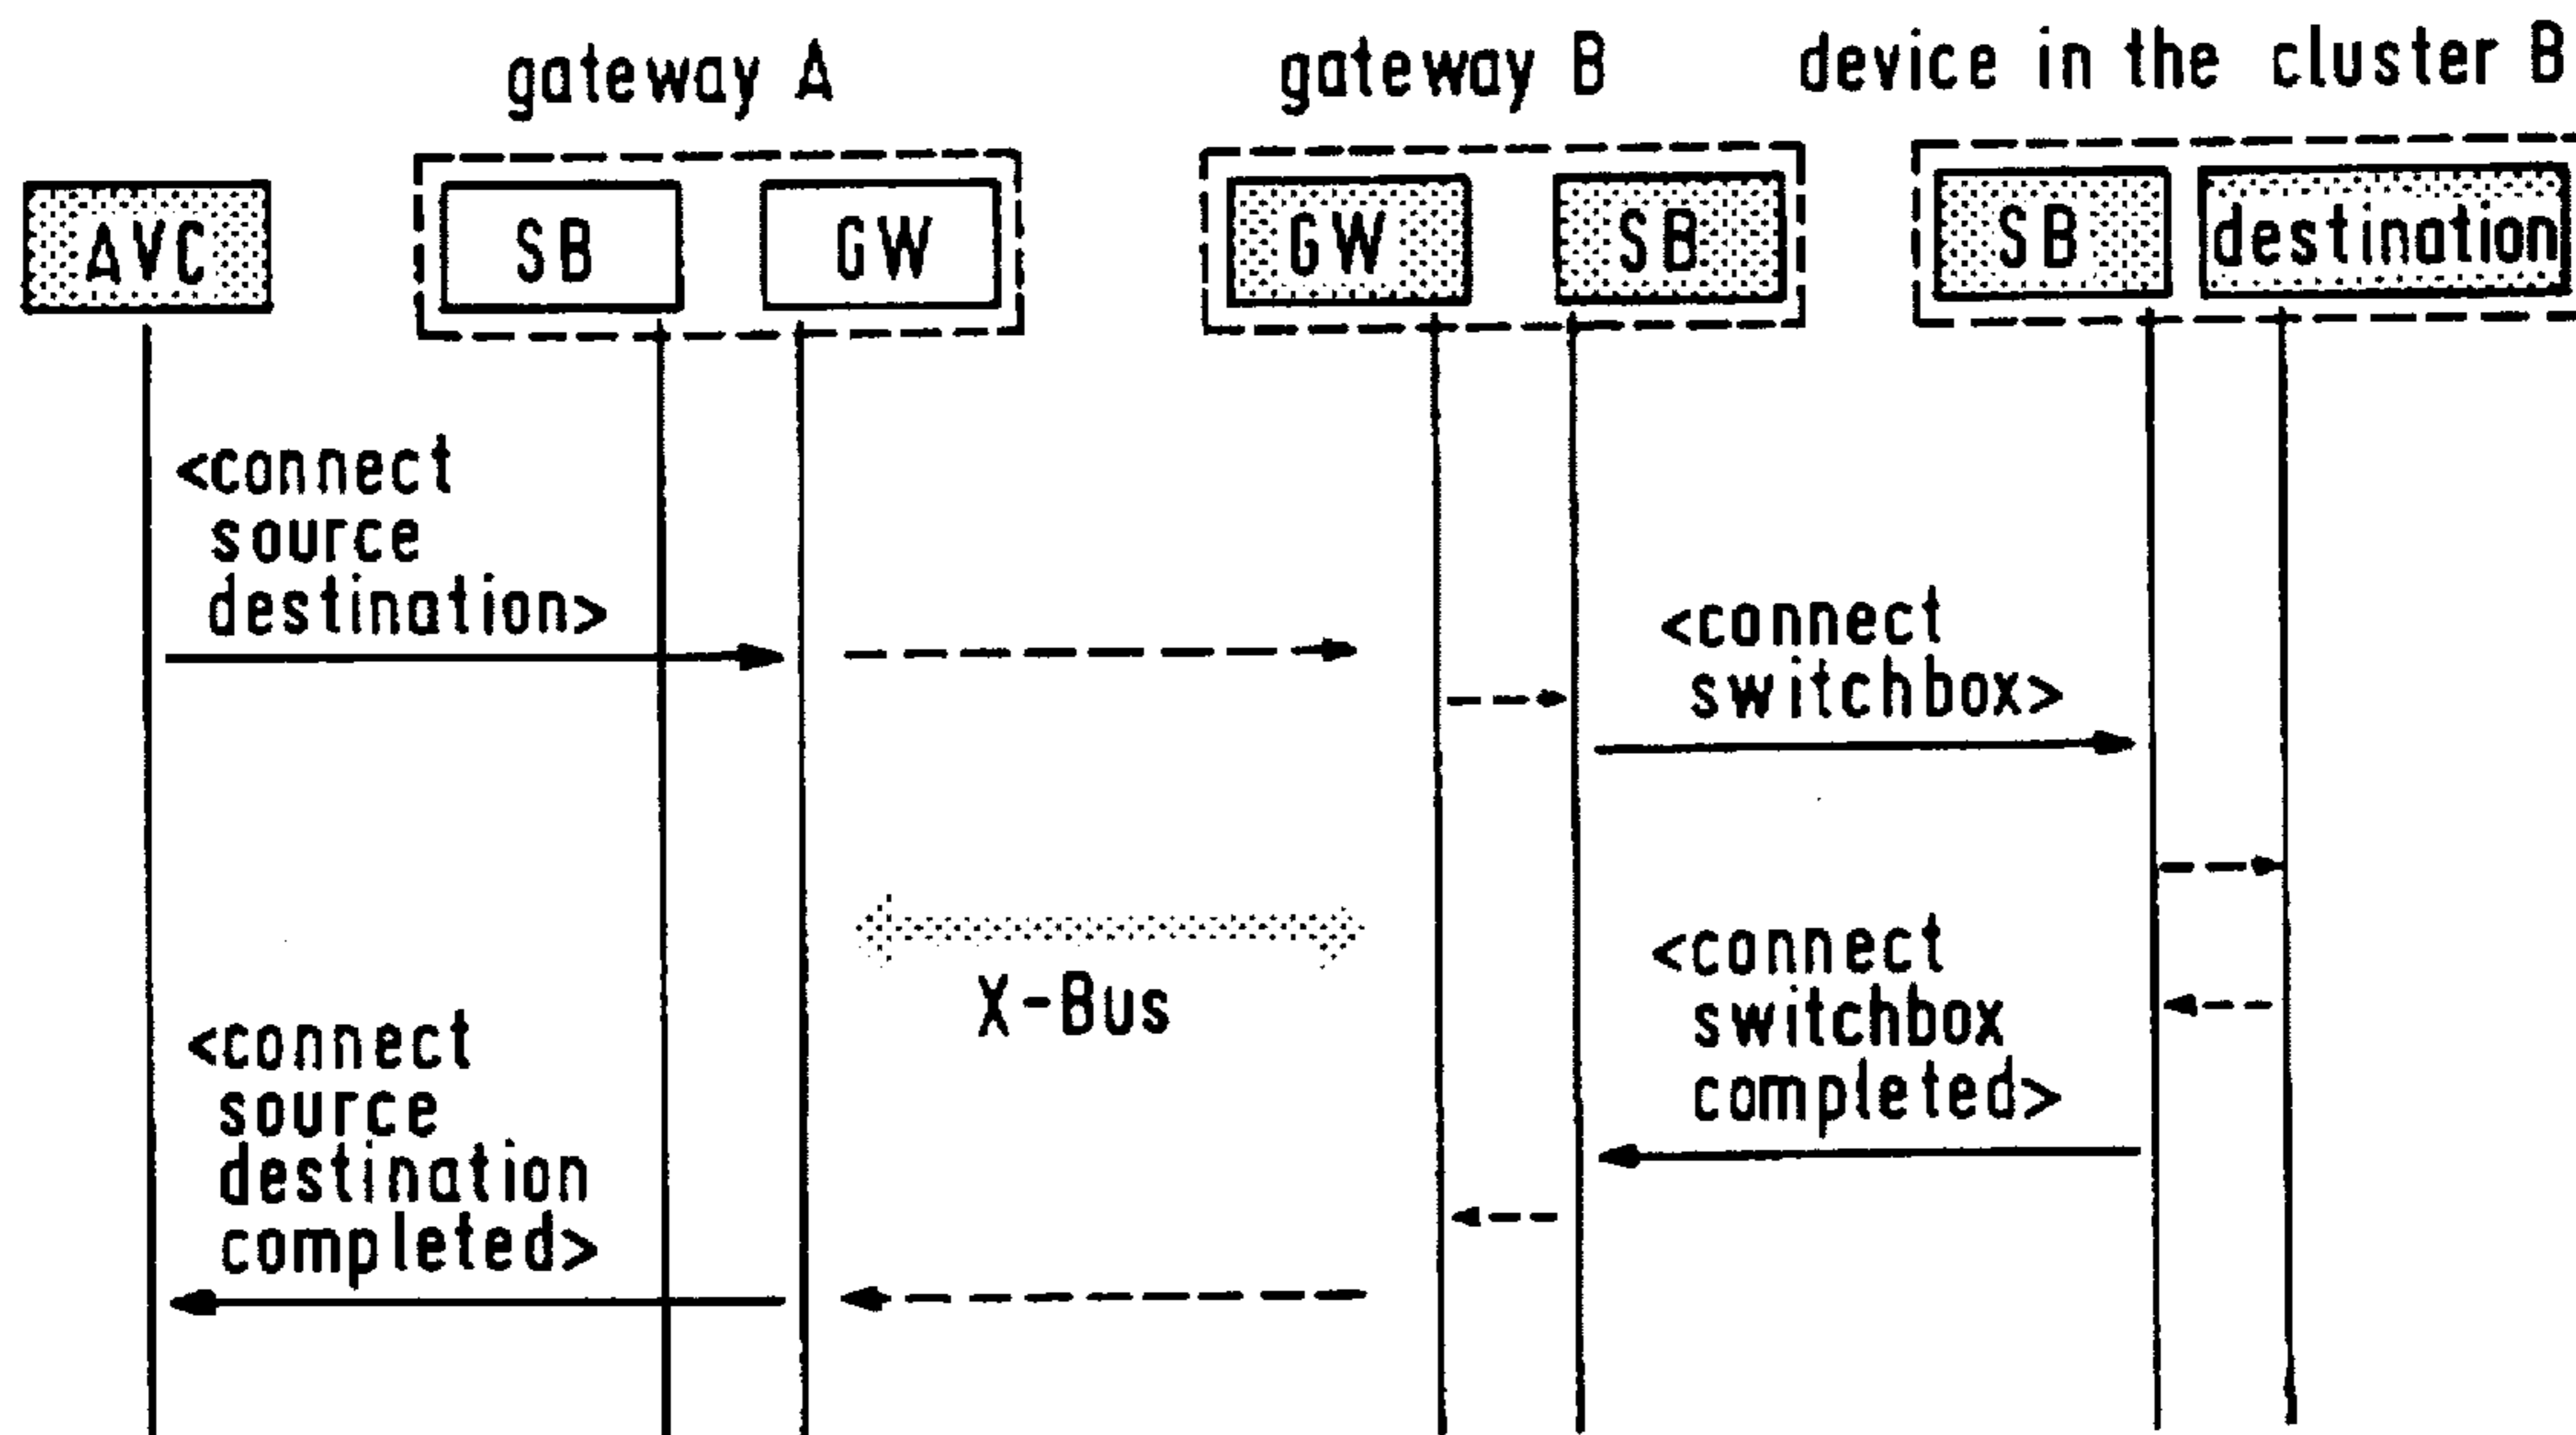 gateway A
gateway B
device in the cluster B
AVC
SB
GW
GW
SB
SB
destination
<connect
source
destination>
<connect
switchbox>
X-Bus
<connect
switchbox
completed>
<connect
source
destination
completed>